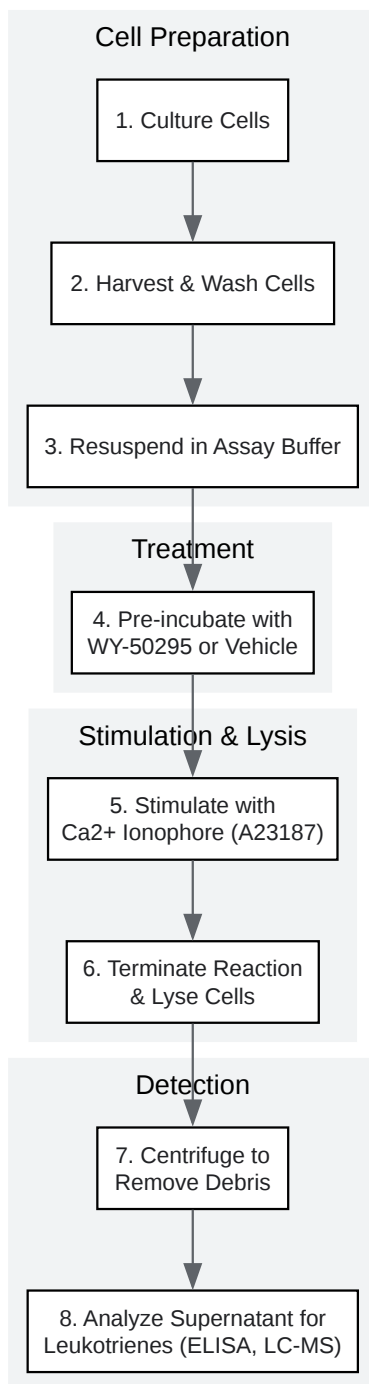 Cell Preparation
1. Culture Cells
2. Harvest & Wash Cells
3. Resuspend in Assay Buffer
Treatment
4. Pre-incubate with
WY-50295 or Vehicle
Stimulation & Lysis
5. Stimulate with
Ca2+ Ionophore (A23187)
6. Terminate Reaction
& Lyse Cells
Detection
7. Centrifuge to
Remove Debris
8. Analyze Supernatant for
Leukotrienes (ELISA, LC-MS)